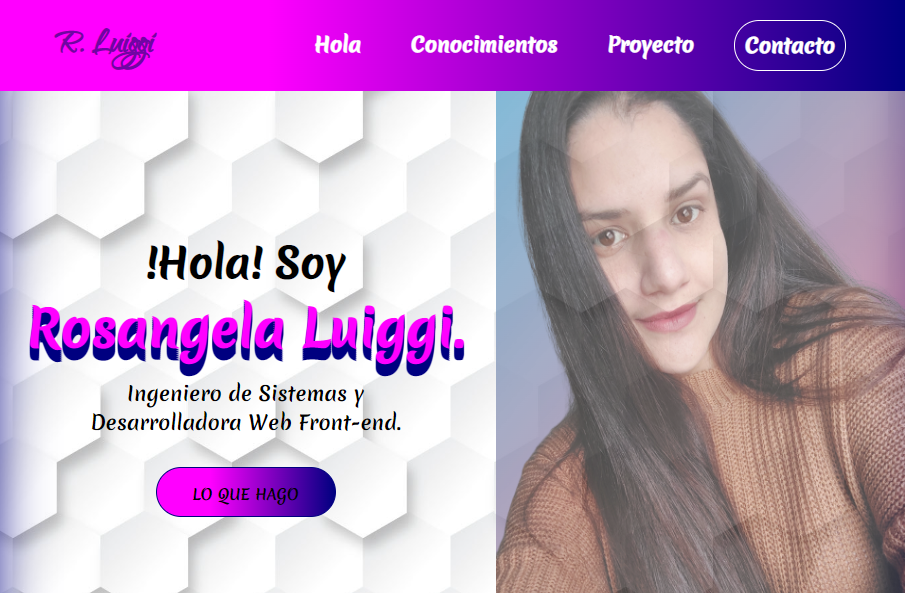 R. Luiggi
Hola
Conocimientos
Proyecto
Contacto
!Hola! Soy
Rosangela Luiggi.
Ingeniero de Sistemas y
Desarrolladora Web Front-end.
LO QUE HAGO